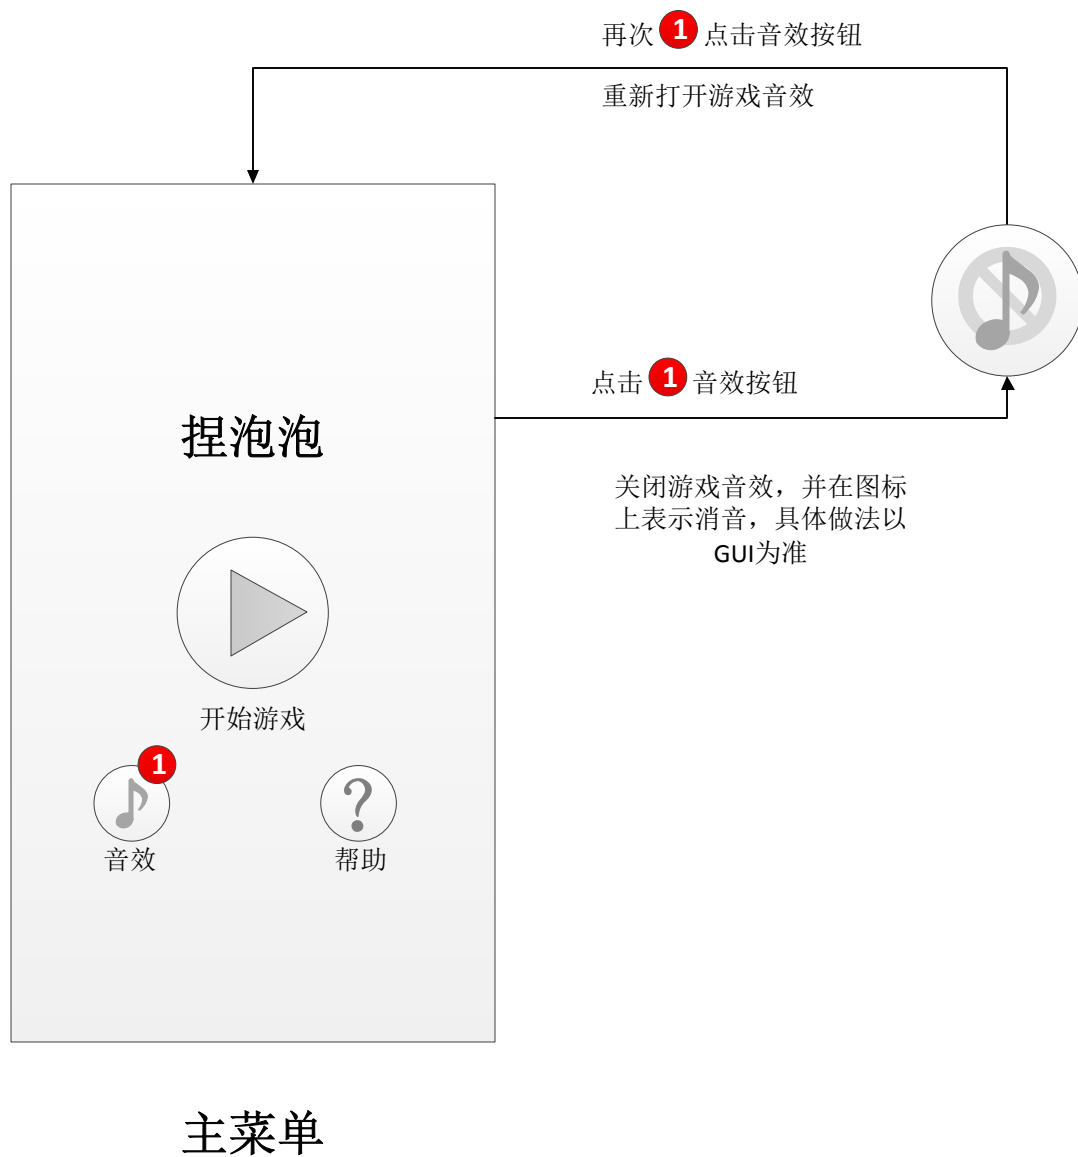 再次 1 点击音效按钮
重新打开游戏音效
点击 1 音效按钮
关闭游戏音效，并在图标
上表示消音，具体做法以
GUI为准
捏泡泡
开始游戏
1
音效
帮助
主菜单